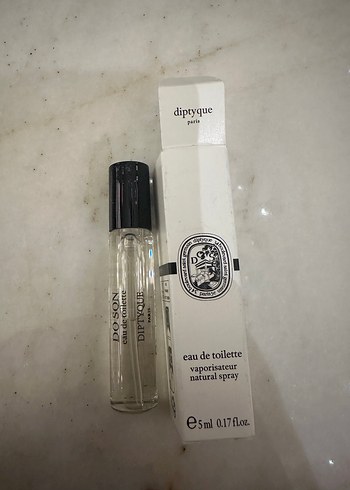 diptyque
paris
eau de toilette
vaporisateur
natural spray
e 5 ml 0.17 fl.oz.
DO SON
eau de toilette
DIPTYQUE
PARIS